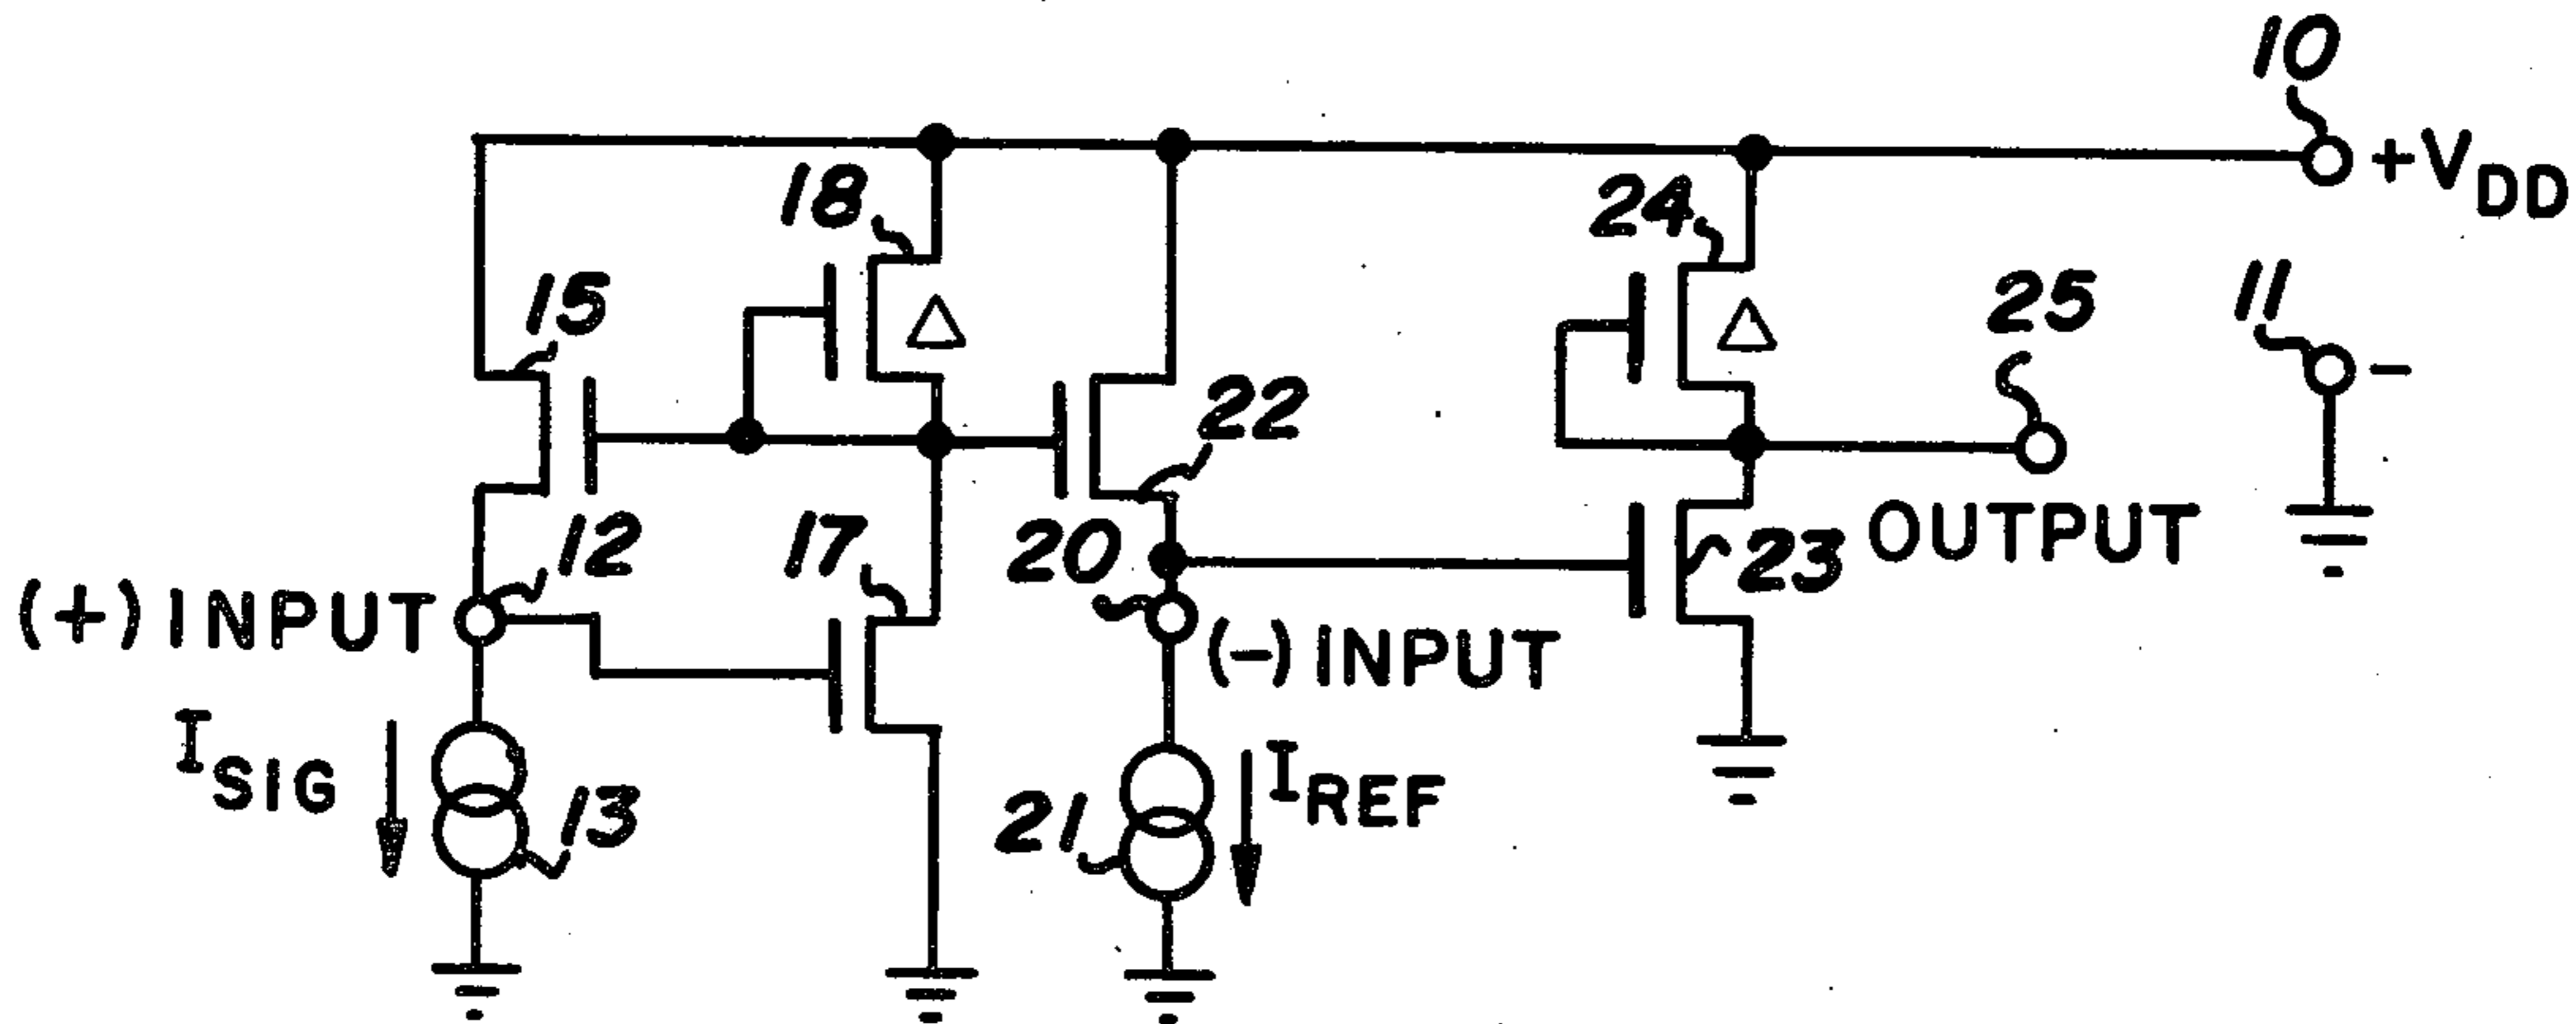 10
+VDD
18
24
15
25
11
-
22
12
17
20
23
OUTPUT
(+) INPUT
(-) INPUT
ISIG
13
21
IREF